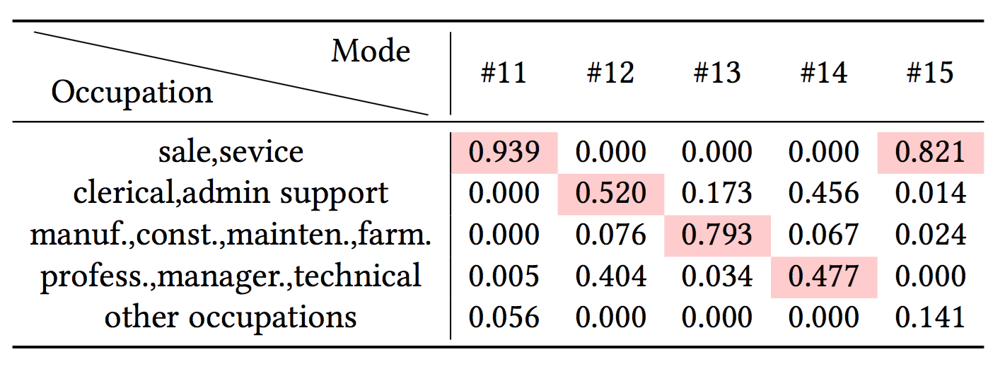 Mode
Occupation #11 #12 #13 #14 #15
sale,sevice 0.939 0.000 0.000 0.000 0.821
clerical,admin support 0.000 0.520 0.173 0.456 0.014
manuf.,const.,mainten.,farm. 0.000 0.076 0.793 0.067 0.024
profess.,manager.,technical 0.005 0.404 0.034 0.477 0.000
other occupations 0.056 0.000 0.000 0.000 0.141